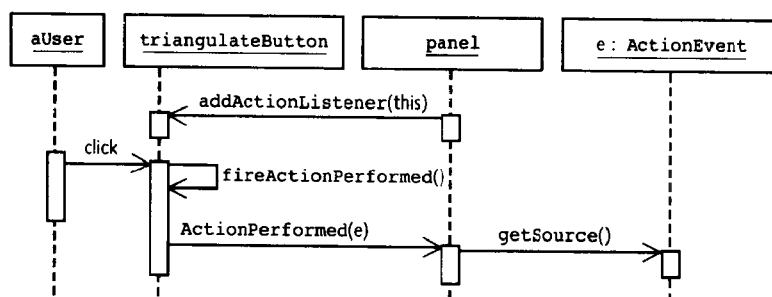 aUser
triangulateButton
panel
e : ActionEvent
addActionListener(this)
click
fireActionPerformed()
ActionPerformed(e)
getSource()